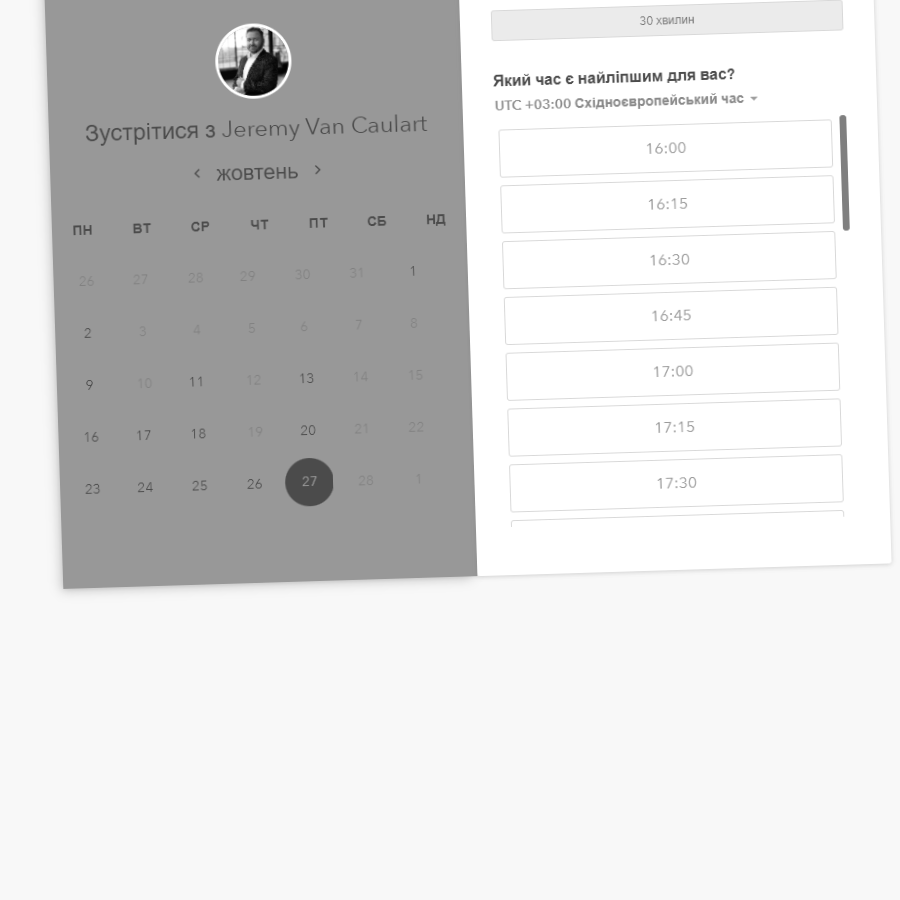 Зустрітися з Jeremy Van Caulart
‹ жовтень ›
ПН ВТ СР ЧТ ПТ СБ НД
26 27 28 29 30 31 1
2 3 4 5 6 7 8
9 10 11 12 13 14 15
16 17 18 19 20 21 22
23 24 25 26 27 28 1
30 хвилин
Який час є найліпшим для вас?
UTC +03:00 Східноєвропейський час
16:00
16:15
16:30
16:45
17:00
17:15
17:30